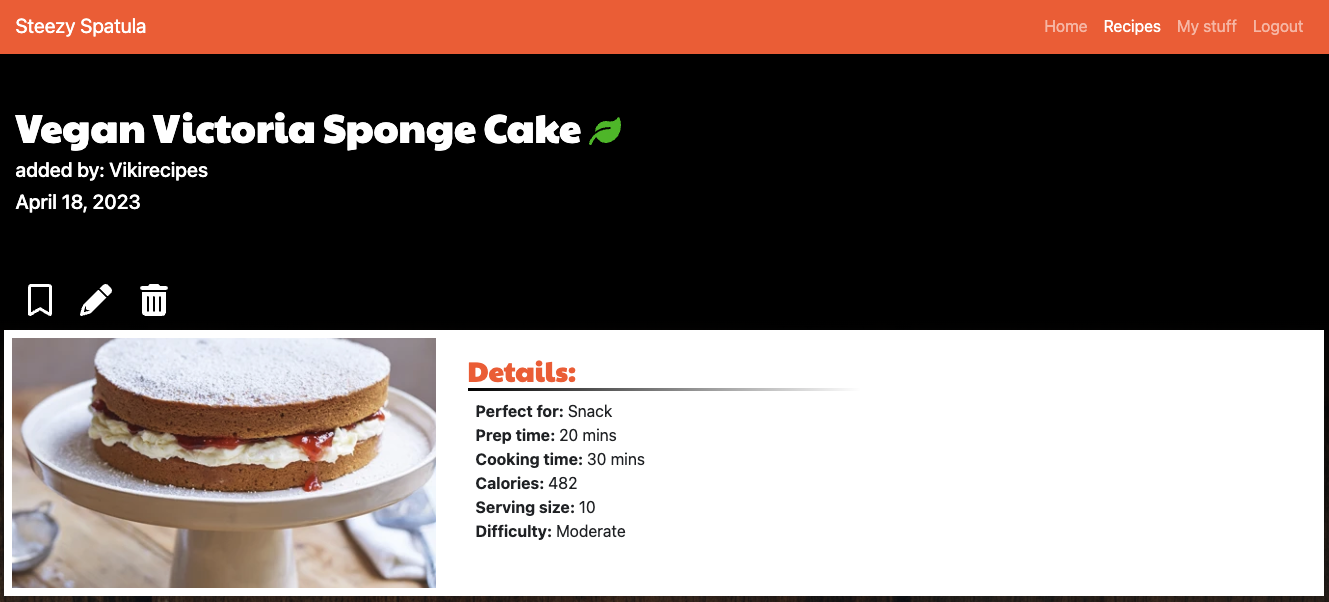 Steezy Spatula
Home Recipes My stuff Logout
Vegan Victoria Sponge Cake
added by: Vikirecipes
April 18, 2023
Details:
Perfect for: Snack
Prep time: 20 mins
Cooking time: 30 mins
Calories: 482
Serving size: 10
Difficulty: Moderate